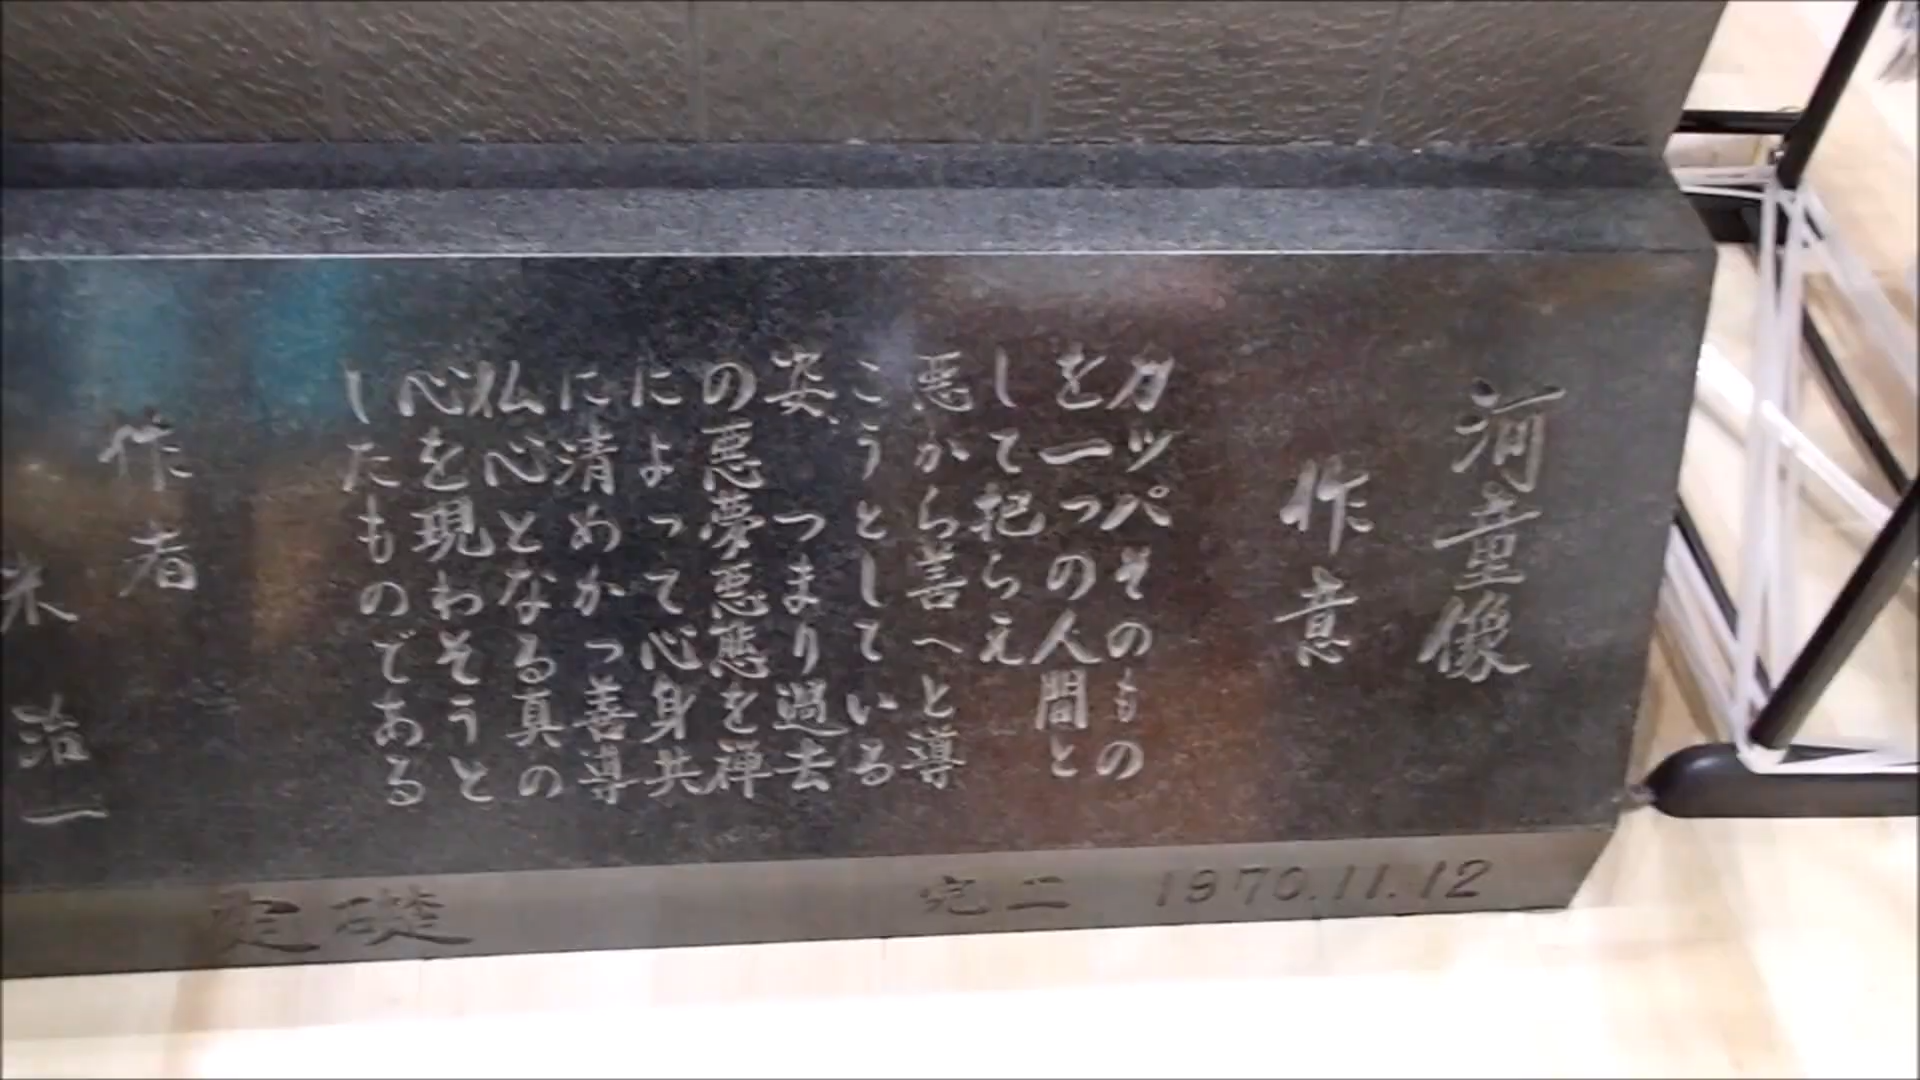 河童像
作意
カッパそのもの
を一つの人間と
して把らえ
悪から善へと導
こうとしている
姿、つまり過去
の悪夢悪態を禅
によって心身共
に清めかつ善導
仏心となる真の
心を現わそうと
したものである
作者
米治一
定礎
完二
1970.11.12